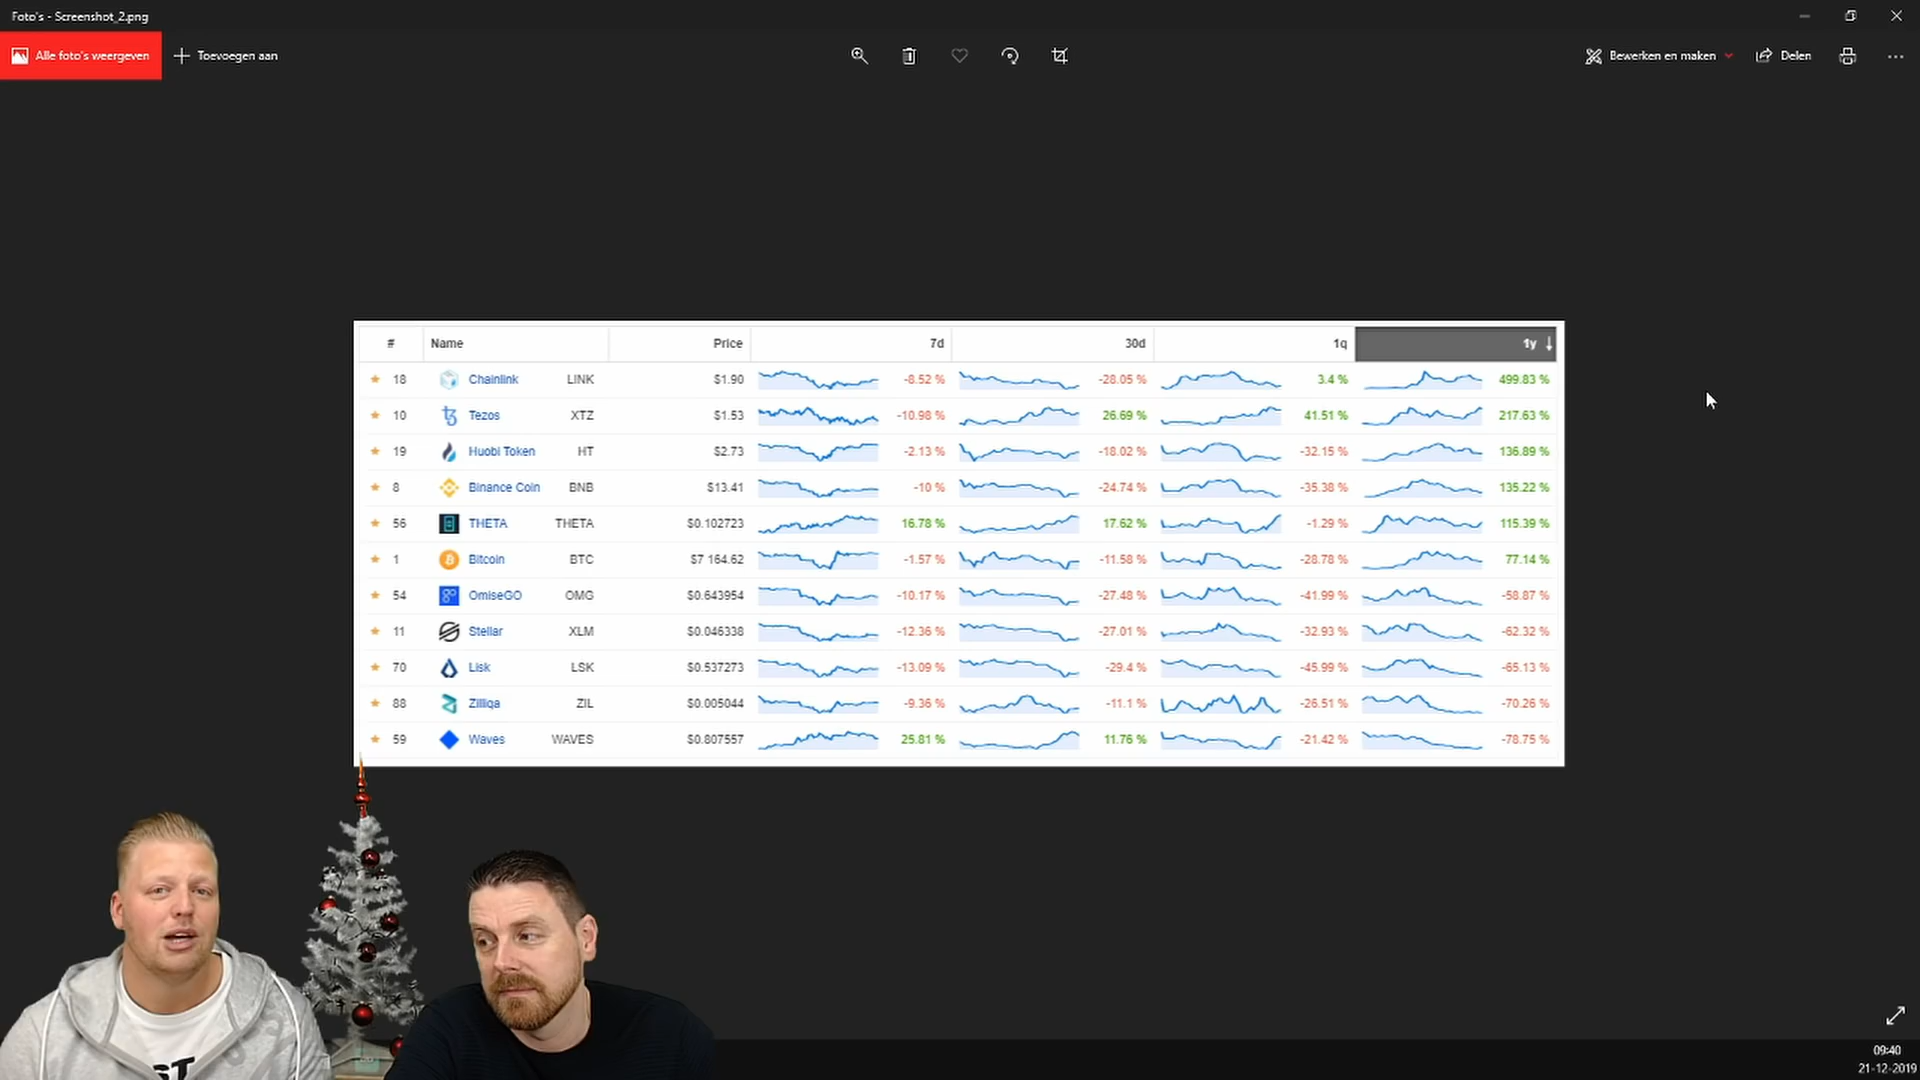 Foto's - Screenshot_2.png
Alle foto's weergeven Toevoegen aan Bewerken en maken Delen
# Name Price 7d 30d 1q 1y ↓
18 Chainlink LINK $1.90 -8.52 % -28.05 % 3.4 % 499.83 %
10 Tezos XTZ $1.53 -10.98 % 26.69 % 41.51 % 217.63 %
19 Huobi Token HT $2.73 -2.13 % -18.02 % -32.15 % 136.89 %
8 Binance Coin BNB $13.41 -10 % -24.74 % -35.38 % 135.22 %
56 THETA THETA $0.102723 16.78 % 17.62 % -1.29 % 115.39 %
1 Bitcoin BTC $7 164.62 -1.57 % -11.58 % -28.78 % 77.14 %
54 OmiseGO OMG $0.643954 -10.17 % -27.48 % -41.99 % -58.87 %
11 Stellar XLM $0.046338 -12.36 % -27.01 % -32.93 % -62.32 %
70 Lisk LSK $0.537273 -13.09 % -29.4 % -45.99 % -65.13 %
88 Zilliqa ZIL $0.005044 -9.36 % -11.1 % -26.51 % -70.26 %
59 Waves WAVES $0.807557 25.81 % 11.76 % -21.42 % -78.75 %
09:40
21-12-2019